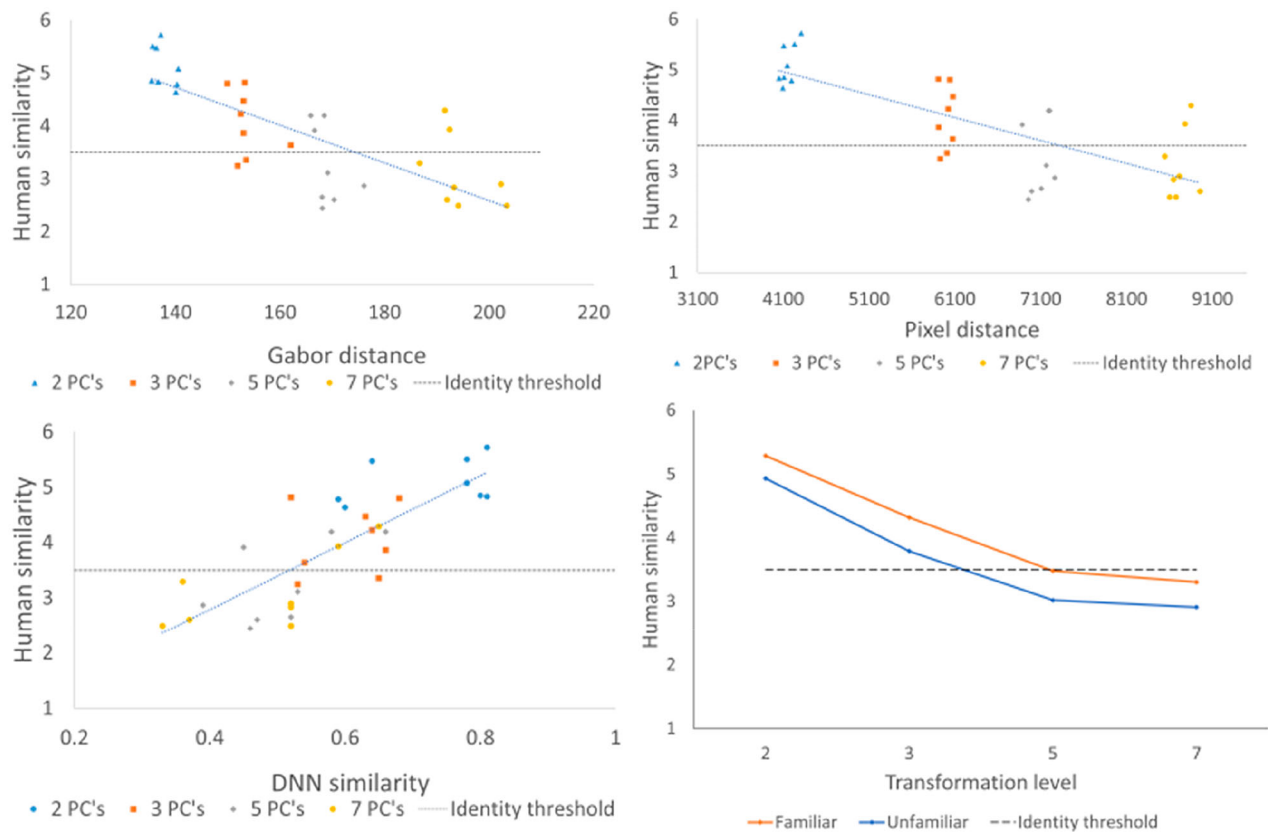 6
5
4
3
2
1
Human similarity
120 140 160 180 200 220
Gabor distance
2 PC's 3 PC's 5 PC's 7 PC's Identity threshold
6
5
4
3
2
1
Human similarity
3100 4100 5100 6100 7100 8100 9100
Pixel distance
2PC's 3 PC's 5 PC's 7 PC's Identity threshold
6
5
4
3
2
1
Human similarity
0.2 0.4 0.6 0.8 1
DNN similarity
2 PC's 3 PC's 5 PC's 7 PC's Identity threshold
6
5
4
3
2
1
Human similarity
2 3 5 7
Transformation level
Familiar Unfamiliar Identity threshold